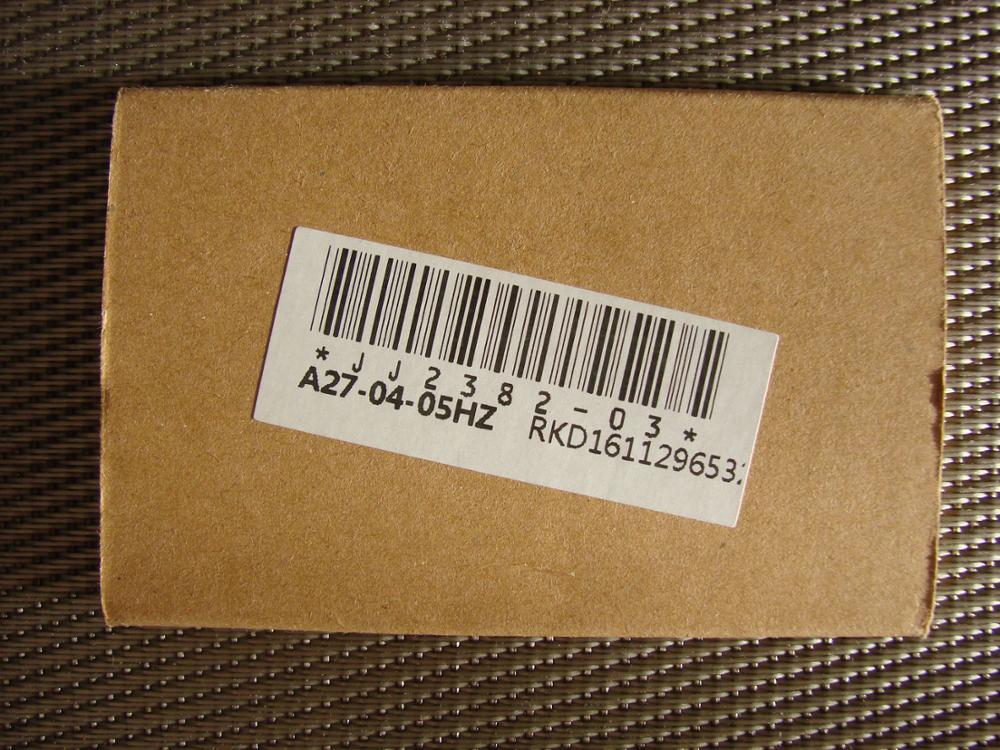 * J J 2 3 8 2 - 0 3 *
A27-04-05HZ RKD161129653